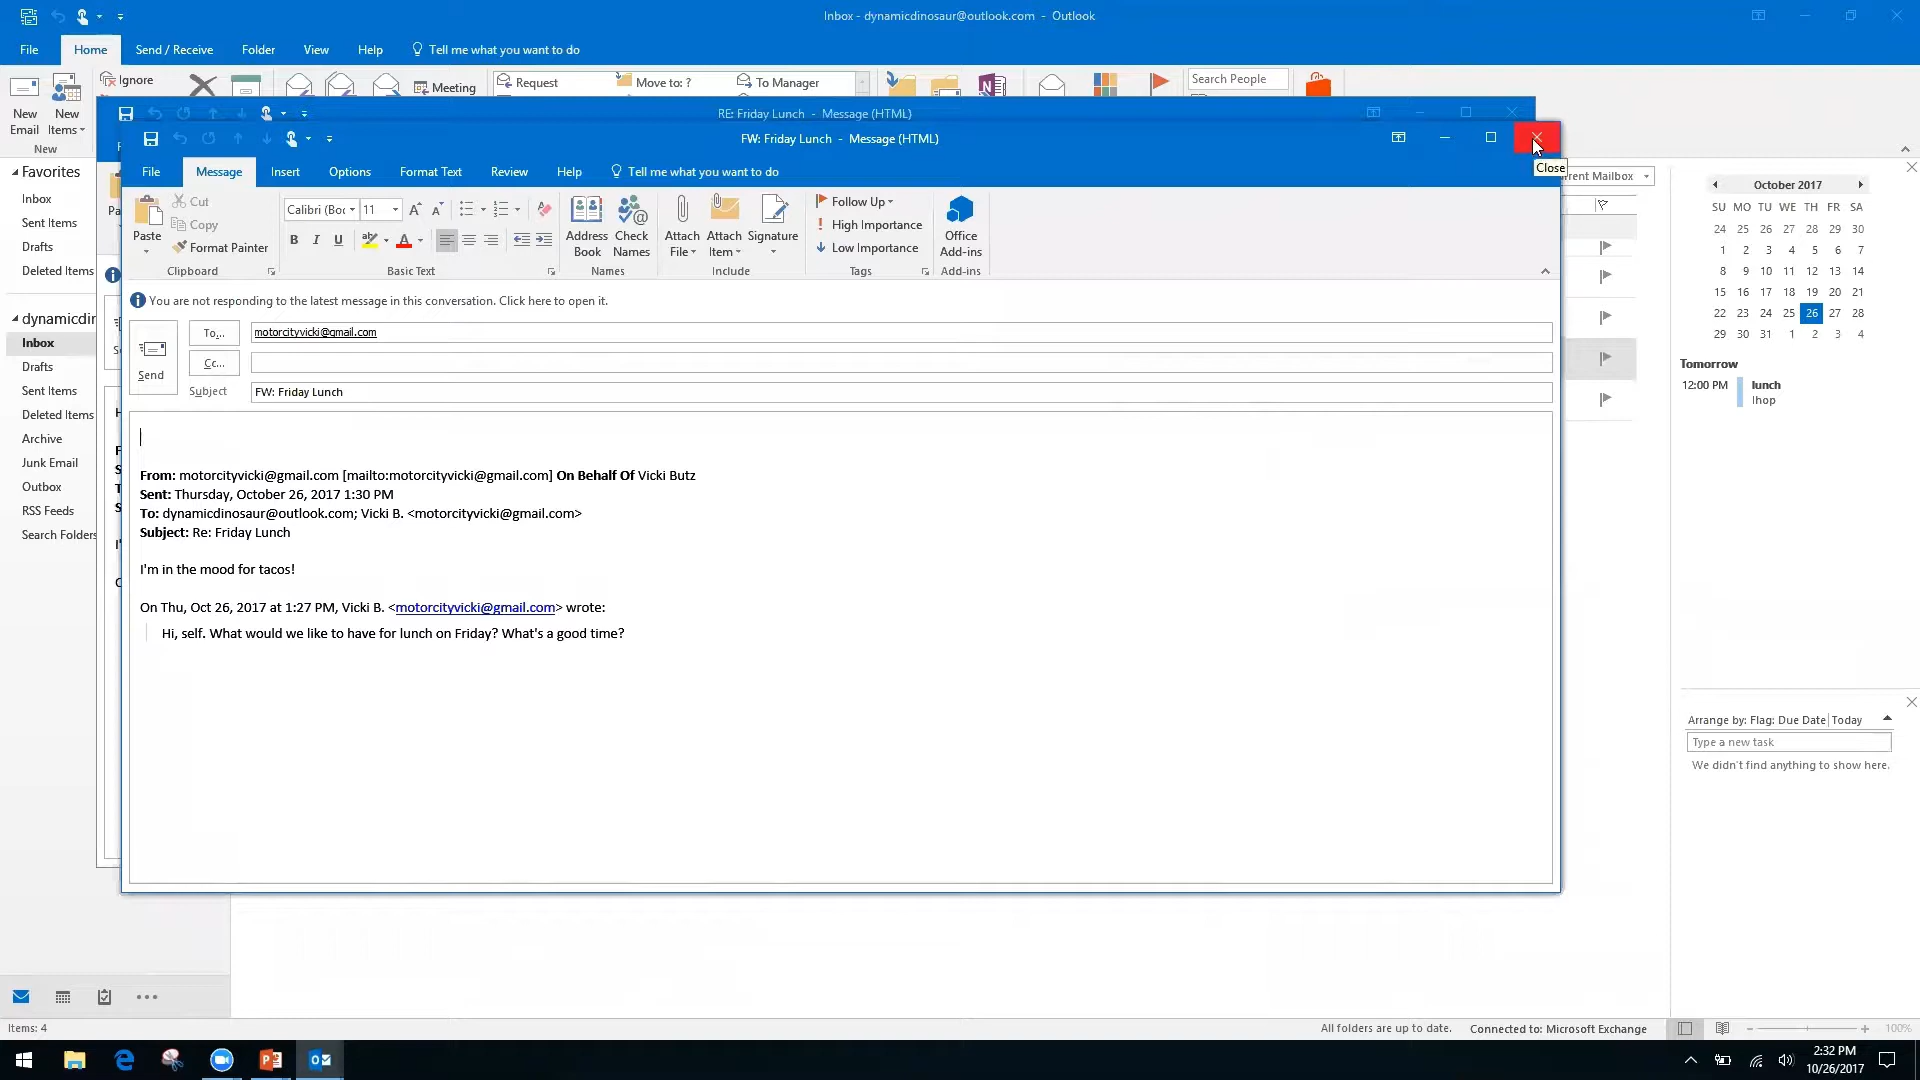 Inbox - dynamicdinosaur@outlook.com - Outlook
File Home Send / Receive Folder View Help Tell me what you want to do
Ignore
Meeting
Request
Move to: ?
To Manager
Search People
New Email
New Items
New
RE: Friday Lunch - Message (HTML)
FW: Friday Lunch - Message (HTML)
Close
File Message Insert Options Format Text Review Help Tell me what you want to do
Paste
Cut
Copy
Format Painter
Clipboard
Calibri (Boc 11
B I U
Basic Text
Address Book
Check Names
Names
Attach File
Attach Item
Signature
Include
Follow Up
High Importance
Low Importance
Tags
Office Add-ins
Add-ins
You are not responding to the latest message in this conversation. Click here to open it.
Send
To... motorcityvicki@gmail.com
Cc...
Subject FW: Friday Lunch
From: motorcityvicki@gmail.com [mailto:motorcityvicki@gmail.com] On Behalf Of Vicki Butz
Sent: Thursday, October 26, 2017 1:30 PM
To: dynamicdinosaur@outlook.com; Vicki B. <motorcityvicki@gmail.com>
Subject: Re: Friday Lunch
I'm in the mood for tacos!
On Thu, Oct 26, 2017 at 1:27 PM, Vicki B. <motorcityvicki@gmail.com> wrote:
Hi, self. What would we like to have for lunch on Friday? What's a good time?
Favorites
Inbox
Sent Items
Drafts
Deleted Items
dynamicdin
Inbox
Drafts
Sent Items
Deleted Items
Archive
Junk Email
Outbox
RSS Feeds
Search Folders
rent Mailbox
October 2017
SU MO TU WE TH FR SA
24 25 26 27 28 29 30
1 2 3 4 5 6 7
8 9 10 11 12 13 14
15 16 17 18 19 20 21
22 23 24 25 26 27 28
29 30 31 1 2 3 4
Tomorrow
12:00 PM lunch
Ihop
Arrange by: Flag: Due Date Today
Type a new task
We didn't find anything to show here.
Items: 4
All folders are up to date. Connected to: Microsoft Exchange
100%
2:32 PM
10/26/2017